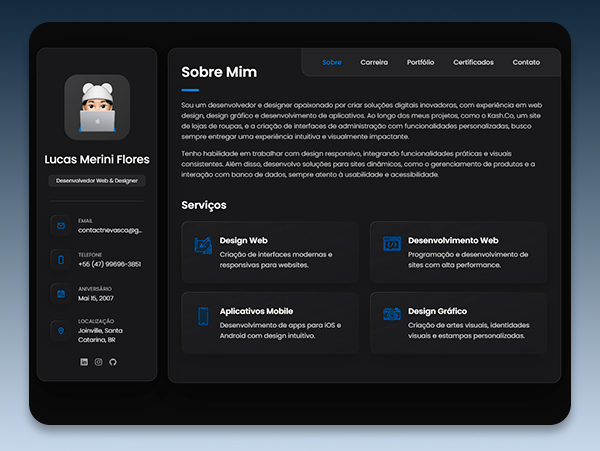 Lucas Merini Flores
Desenvolvedor Web & Designer
EMAIL
contactnevasca@g...
TELEFONE
+55 (47) 99696-3851
ANIVERSÁRIO
Mai 15, 2007
LOCALIZAÇÃO
Joinville, Santa
Catarina, BR
Sobre Carreira Portfólio Certificados Contato
Sobre Mim
Sou um desenvolvedor e designer apaixonado por criar soluções digitais inovadoras, com experiência em web
design, design gráfico e desenvolvimento de aplicativos. Ao longo dos meus projetos, como o Kash.Co, um site
de lojas de roupas, e a criação de interfaces de administração com funcionalidades personalizadas, busco
sempre entregar uma experiência intuitiva e visualmente impactante.
Tenho habilidade em trabalhar com design responsivo, integrando funcionalidades práticas e visuais
consistentes. Além disso, desenvolvo soluções para sites dinâmicos, como o gerenciamento de produtos e a
interação com banco de dados, sempre atento à usabilidade e acessibilidade.
Serviços
Design Web
Criação de interfaces modernas e
responsivas para websites.
Desenvolvimento Web
Programação e desenvolvimento de
sites com alta performance.
Aplicativos Mobile
Desenvolvimento de apps para iOS e
Android com design intuitivo.
Design Gráfico
Criação de artes visuais, identidades
visuais e estampas personalizadas.